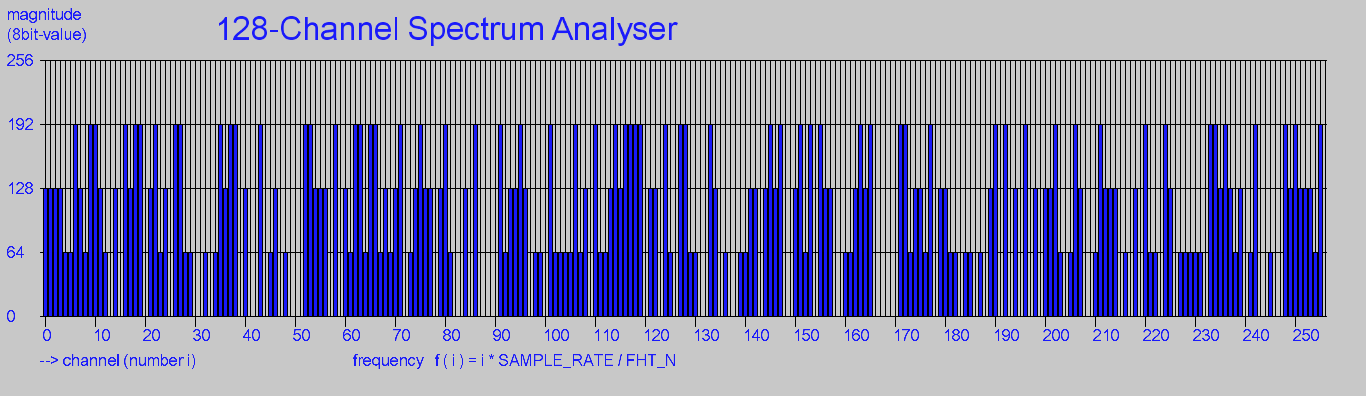 magnitude
(8bit-value)
128-Channel Spectrum Analyser
256
192
128
64
0
0 10 20 30 40 50 60 70 80 90 100 110 120 130 140 150 160 170 180 190 200 210 220 230 240 250
--> channel (number i) frequency f ( i ) = i * SAMPLE_RATE / FHT_N